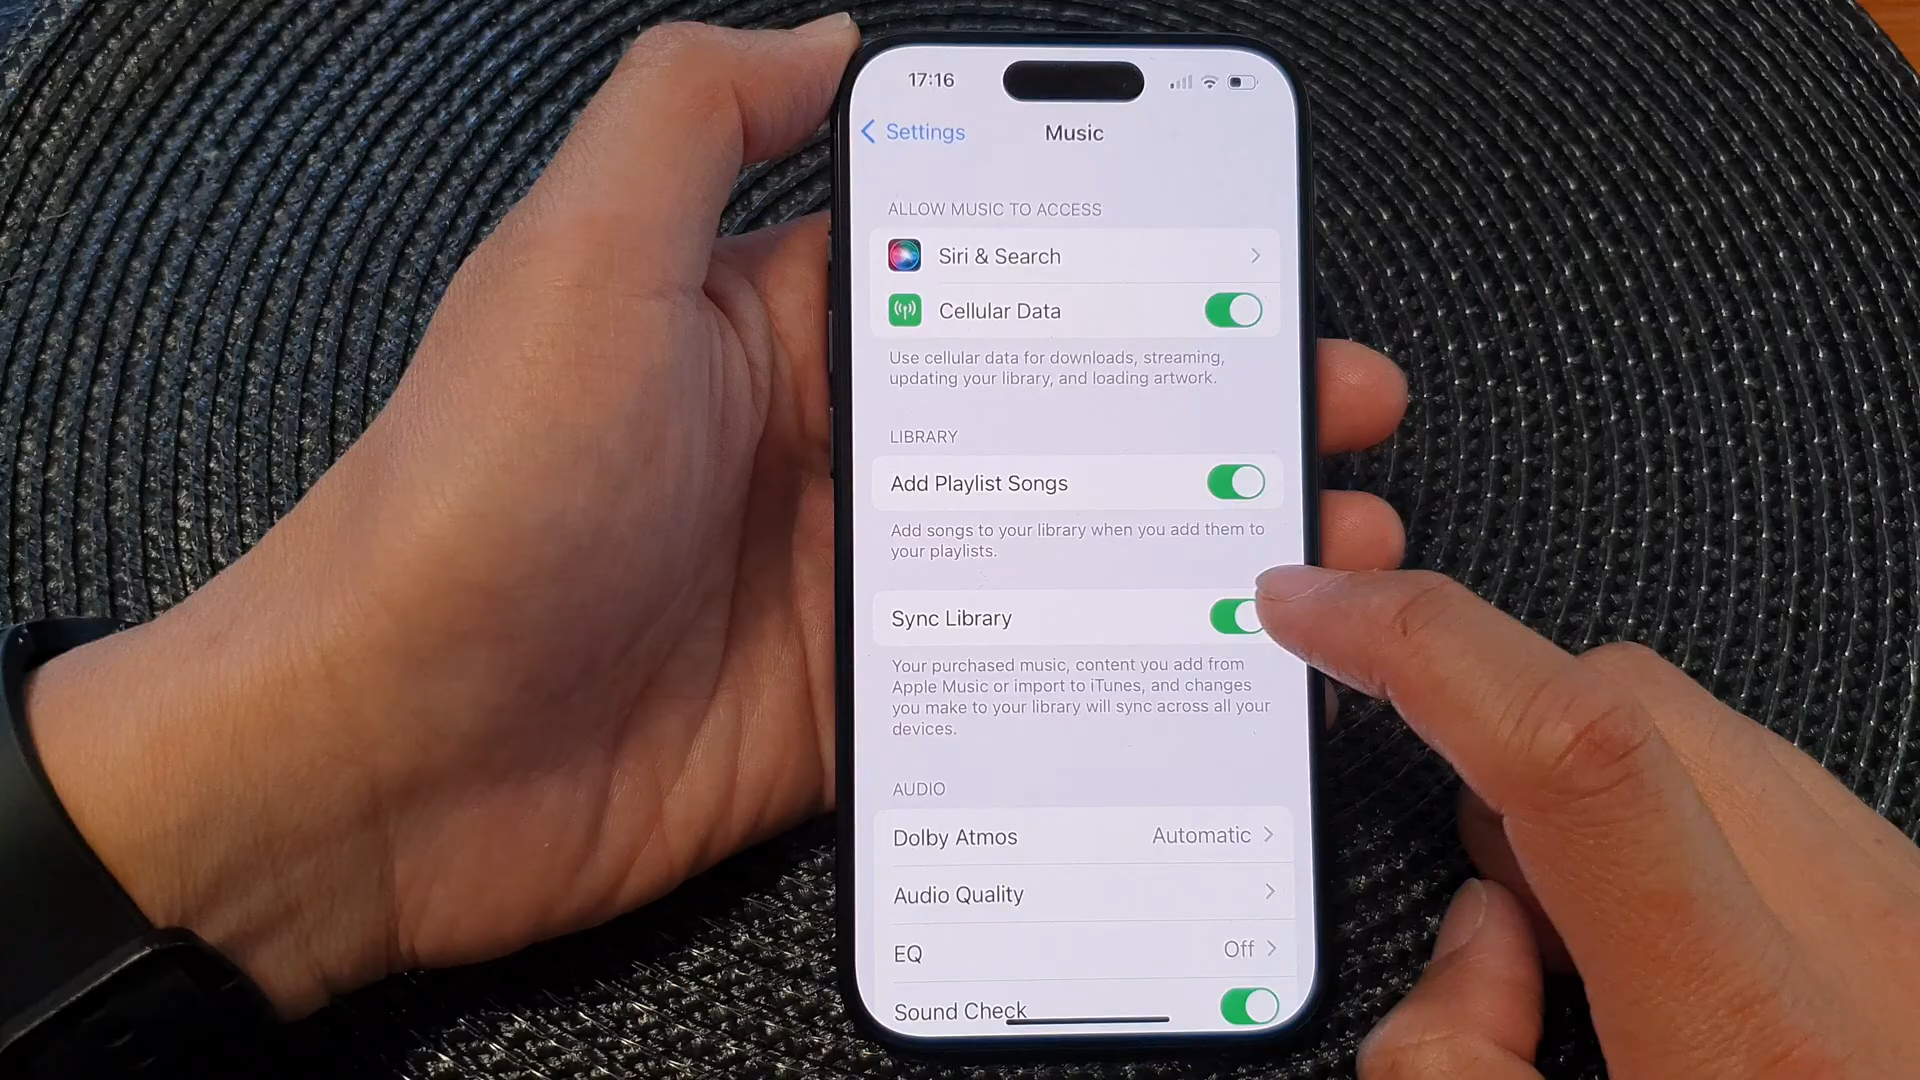 17:16
Settings
Music
ALLOW MUSIC TO ACCESS
Siri & Search
Cellular Data
Use cellular data for downloads, streaming,
updating your library, and loading artwork.
LIBRARY
Add Playlist Songs
Add songs to your library when you add them to
your playlists.
Sync Library
Your purchased music, content you add from
Apple Music or import to iTunes, and changes
you make to your library will sync across all your
devices.
AUDIO
Dolby Atmos Automatic
Audio Quality
EQ Off
Sound Check